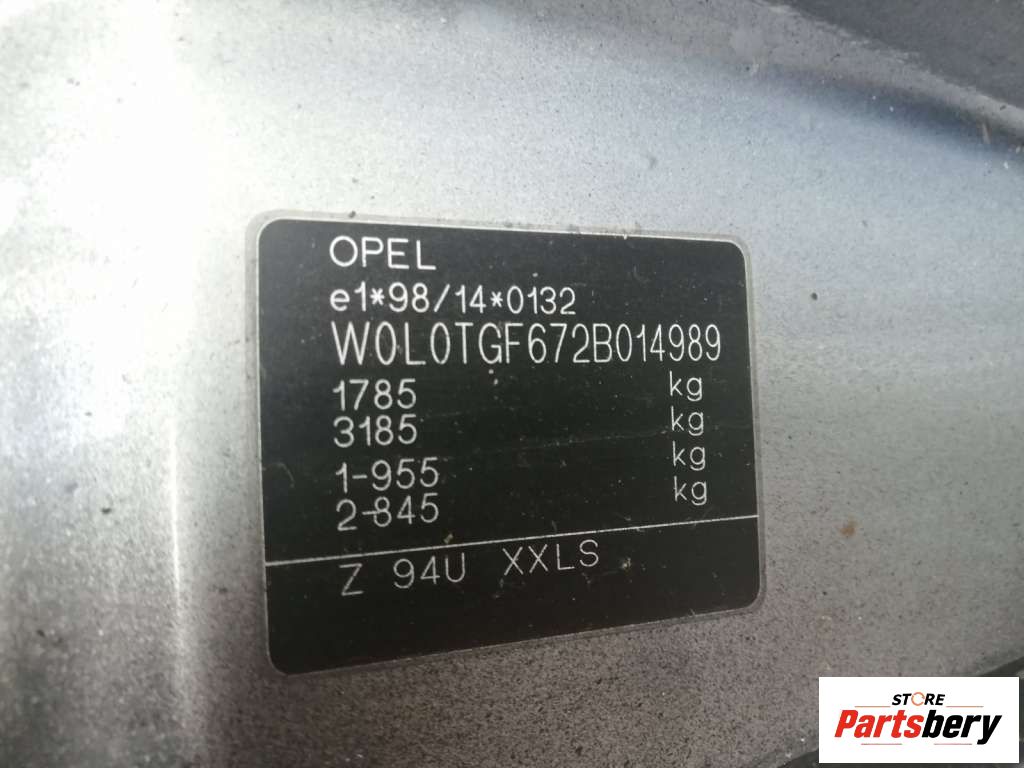 OPEL
e1*98/14*0132
W0L0TGF672B014989
1785 kg
3185 kg
1-955 kg
2-845 kg
Z 94U XXLS
STORE
Partsbery